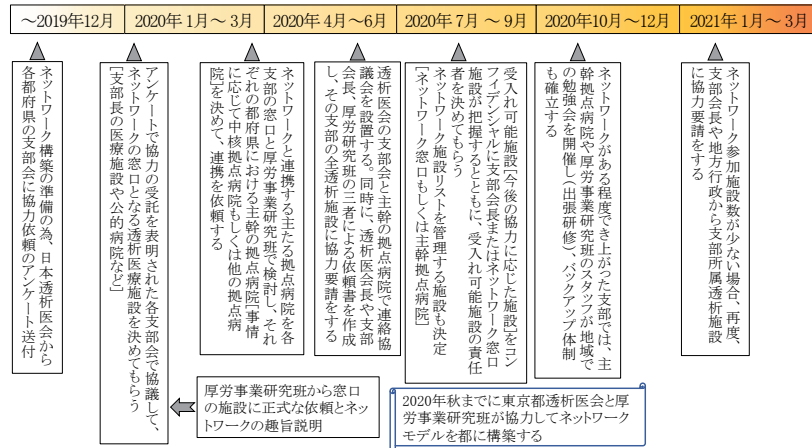 ～2019年12月
2020年1月～3月
2020年4月～6月
2020年7月～9月
2020年10月～12月
2021年1月～3月
ネットワーク構築の準備の為、日本透析医会から
各都府県の支部会に協力依頼のアンケート送付
アンケートで協力の受託を表明された各支部会で協議して、
ネットワークの窓口となる透析医療施設を決めてもらう
［支部長の医療施設や公的病院など］
ネットワークと連携する主たる拠点病院を各
支部の窓口と厚労事業研究班で検討し、それ
ぞれの都府県における主幹の拠点病院［事情
に応じて中核拠点病院もしくは他の拠点病
院］を決めて、連携を依頼する
透析医会の支部会と主幹の拠点病院で連絡協
議会を設置する。同時に、透析医会長や支部
会長、厚労研究班の三者による依頼書を作成
し、その支部の全透析施設に協力要請をする
受入れ可能施設［今後の協力に応じた施設］をコン
フィデンシャルに支部会長またはネットワーク窓口
施設が把握するとともに、受入れ可能施設の責任
者を決めてもらう
ネットワーク施設リストを管理する施設も決定
［ネットワーク窓口もしくは主幹拠点病院］
ネットワークがある程度でき上がった支部では、主
幹拠点病院や厚労事業研究班のスタッフが地域で
の勉強会を開催し（出張研修）、バックアップ体制
も確立する
ネットワーク参加施設数が少ない場合、再度、
支部会長や地方行政から支部所属透析施設
に協力要請をする
厚労事業研究班から窓口
の施設に正式な依頼とネッ
トワークの趣旨説明
2020年秋までに東京都透析医会と厚
労事業研究班が協力してネットワーク
モデルを都に構築する